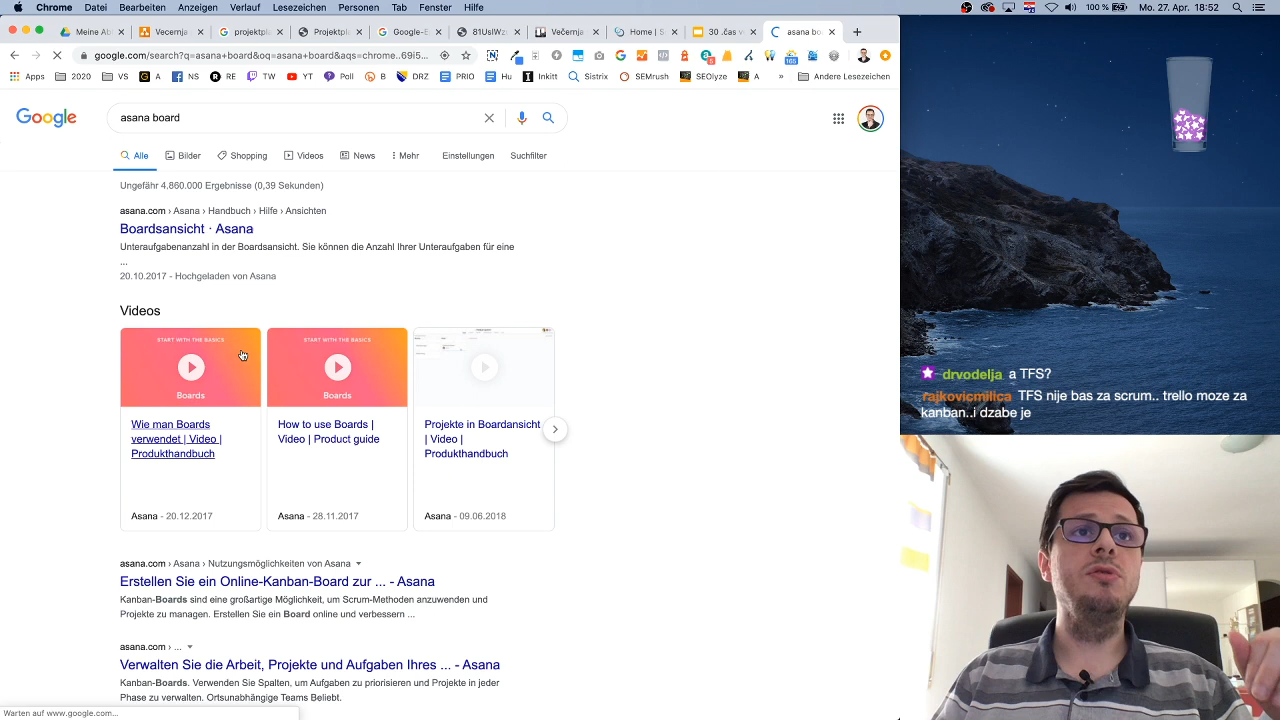 Chrome Datei Anzeigen Verlauf Lesezeichen Personen Tab Fenster Hilfe
100 % Mo. 27. Apr. 18:52
Meine Ab Vecernja projektpla Projektpl Google-E 81UsIWz Večernja Home | S 30 .čas v asana bo
google.com/search?q=asana+board&oq=asana+board&aqs=chrome..69i5...
5
165
Apps 2020 VS A NS RE TW YT Poll B DRZ PRIO Hu Inkitt Sistrix SEMrush SEOlyze A » Andere Lesezeichen
Google
asana board
Alle Bilder Shopping Videos News Mehr Einstellungen Suchfilter
Ungefähr 4.860.000 Ergebnisse (0,39 Sekunden)
asana.com › Asana › Handbuch › Hilfe › Ansichten
Boardsansicht · Asana
Unteraufgabenanzahl in der Boardsansicht. Sie können die Anzahl Ihrer Unteraufgaben für eine
...
20.10.2017 - Hochgeladen von Asana
Videos
START WITH THE BASICS
Boards
Wie man Boards
verwendet | Video |
Produkthandbuch
Asana - 20.12.2017
START WITH THE BASICS
Boards
How to use Boards |
Video | Product guide
Asana - 28.11.2017
Projekte in Boardansicht
| Video |
Produkthandbuch
Asana - 09.06.2018
asana.com › Asana › Nutzungsmöglichkeiten von Asana
Erstellen Sie ein Online-Kanban-Board zur ... - Asana
Kanban-Boards sind eine großartige Möglichkeit, um Scrum-Methoden anzuwenden und
Projekte zu managen. Erstellen Sie ein Board online und verbessern ...
asana.com › ...
Verwalten Sie die Arbeit, Projekte und Aufgaben Ihres ... - Asana
Kanban-Boards. Verwenden Sie Spalten, um Aufgaben zu priorisieren und Projekte in jeder
Phase zu verwalten. Ortsunabhängige Teams Beliebt.
Warten auf www.google.com...
drvodelja a TFS?
rajkovicmilica TFS nije bas za scrum.. trello moze za
kanban..i dzabe je